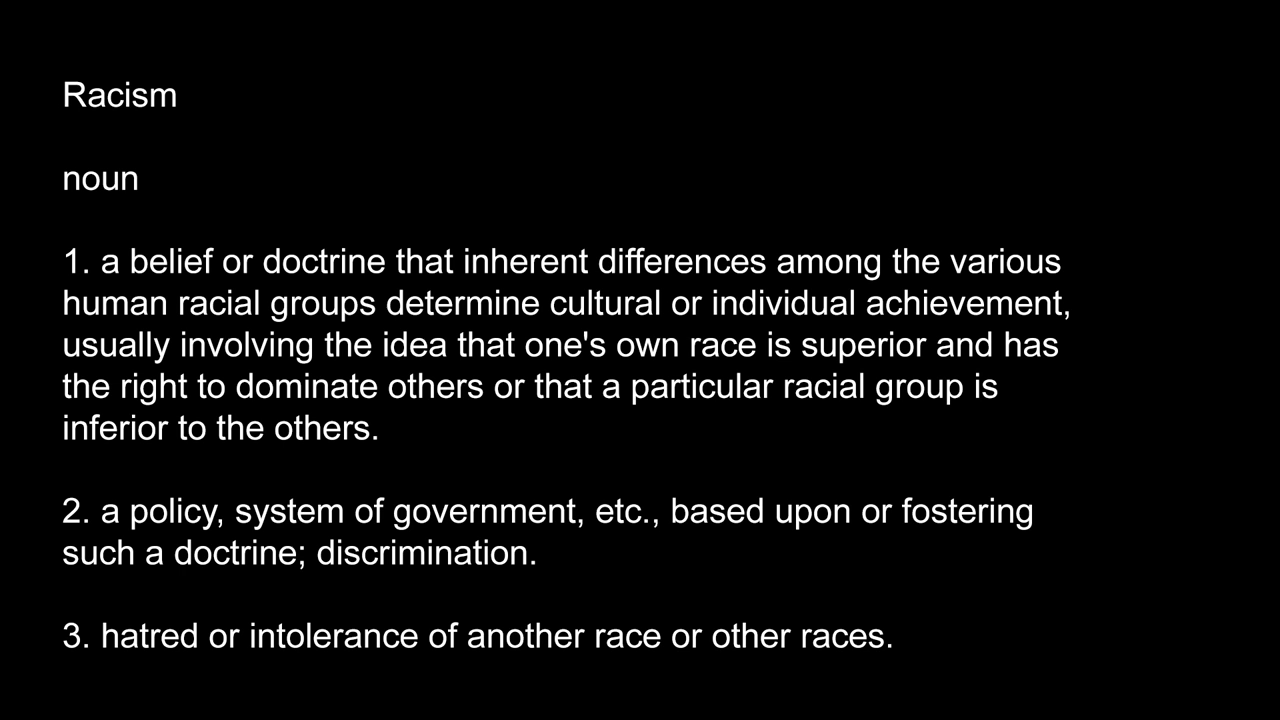 Racism
noun
1. a belief or doctrine that inherent differences among the various
human racial groups determine cultural or individual achievement,
usually involving the idea that one's own race is superior and has
the right to dominate others or that a particular racial group is
inferior to the others.
2. a policy, system of government, etc., based upon or fostering
such a doctrine; discrimination.
3. hatred or intolerance of another race or other races.